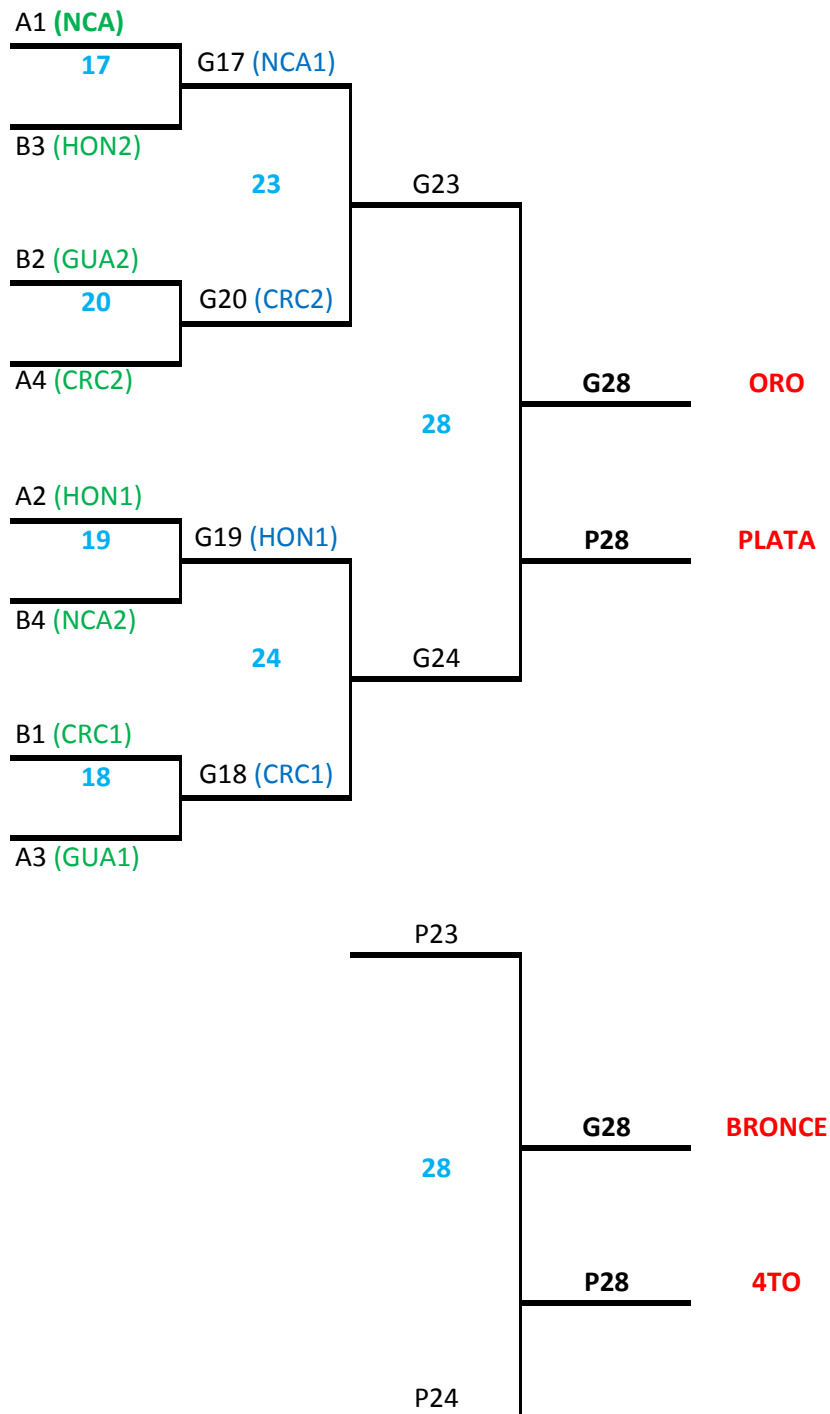 A1 (NCA)
17
G17 (NCA1)
B3 (HON2)
23
G23
B2 (GUA2)
20
G20 (CRC2)
A4 (CRC2)
G28
ORO
28
A2 (HON1)
19
G19 (HON1)
P28
PLATA
B4 (NCA2)
24
G24
B1 (CRC1)
18
G18 (CRC1)
A3 (GUA1)
P23
G28
BRONCE
28
P28
4TO
P24